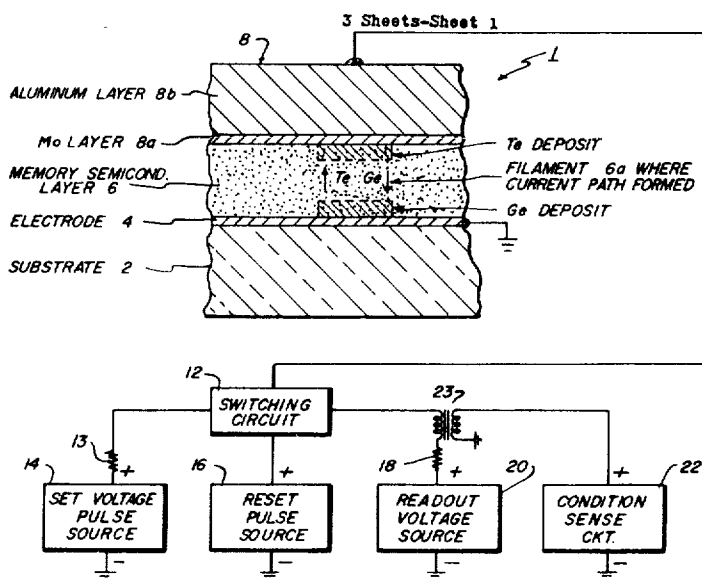 3 Sheets-Sheet 1
8
1
ALUMINUM LAYER 8b
MO LAYER 8a
MEMORY SEMICOND.
LAYER 6
ELECTRODE 4
SUBSTRATE 2
Te DEPOSIT
Te Ge
FILAMENT 6a WHERE
CURRENT PATH FORMED
Ge DEPOSIT
12
SWITCHING
CIRCUIT
23
13
18
+
+
+
+
14
SET VOLTAGE
PULSE
SOURCE
16
RESET
PULSE
SOURCE
20
READOUT
VOLTAGE
SOURCE
22
CONDITION
SENSE
CKT.
-
-
-
-